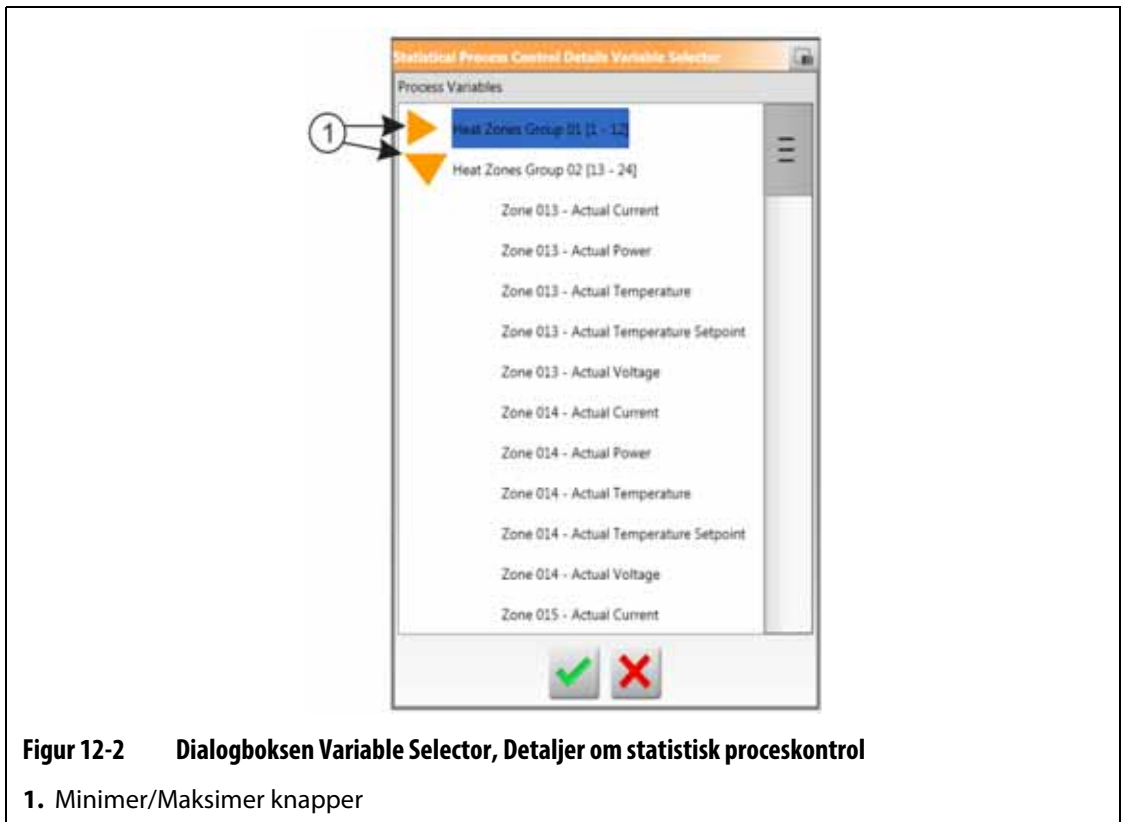 Statistical Process Control Details Variable Selector
Process Variables
1
Heat Zones Group 01 [1 - 12]
Heat Zones Group 02 [13 - 24]
Zone 013 - Actual Current
Zone 013 - Actual Power
Zone 013 - Actual Temperature
Zone 013 - Actual Temperature Setpoint
Zone 013 - Actual Voltage
Zone 014 - Actual Current
Zone 014 - Actual Power
Zone 014 - Actual Temperature
Zone 014 - Actual Temperature Setpoint
Zone 014 - Actual Voltage
Zone 015 - Actual Current
Figur 12-2 Dialogboksen Variable Selector, Detaljer om statistisk proceskontrol
1. Minimer/Maksimer knapper